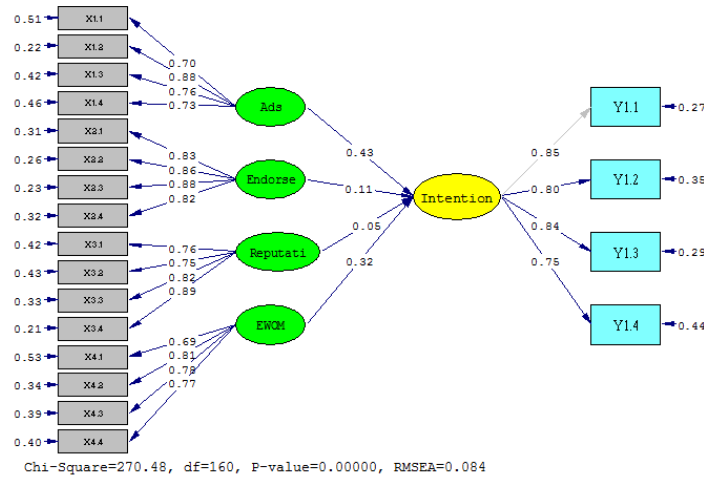 0.51 X1.1
0.22 X1.2
0.42 X1.3
0.46 X1.4
0.31 X2.1
0.26 X2.2
0.23 X2.3
0.32 X2.4
0.42 X3.1
0.43 X3.2
0.33 X3.3
0.21 X3.4
0.53 X4.1
0.34 X4.2
0.39 X4.3
0.40 X4.4
0.70
0.88
0.76
0.73
0.83
0.86
0.88
0.82
0.76
0.75
0.82
0.89
0.69
0.81
0.78
0.77
Ads
Endorse
Reputati
EWOM
0.43
0.11
0.05
0.32
Intention
0.85
0.80
0.84
0.75
Y1.1 0.27
Y1.2 0.35
Y1.3 0.29
Y1.4 0.44
Chi-Square=270.48, df=160, P-value=0.00000, RMSEA=0.084